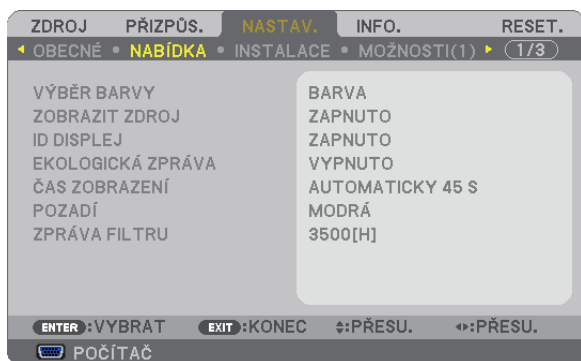 ZDROJ PŘIZPŮS. NASTAV. INFO. RESET.
OBECNÉ • NABÍDKA • INSTALACE • MOŽNOSTI(1) 1/3
VÝBĚR BARVY BARVA
ZOBRAZIT ZDROJ ZAPNUTO
ID DISPLEJ ZAPNUTO
EKOLOGICKÁ ZPRÁVA VYPNUTO
ČAS ZOBRAZENÍ AUTOMATICKY 45 S
POZADÍ MODRÁ
ZPRÁVA FILTRU 3500[H]
ENTER:VYBRAT EXIT:KONEC :PŘESU. :PŘESU.
POČÍTAČ